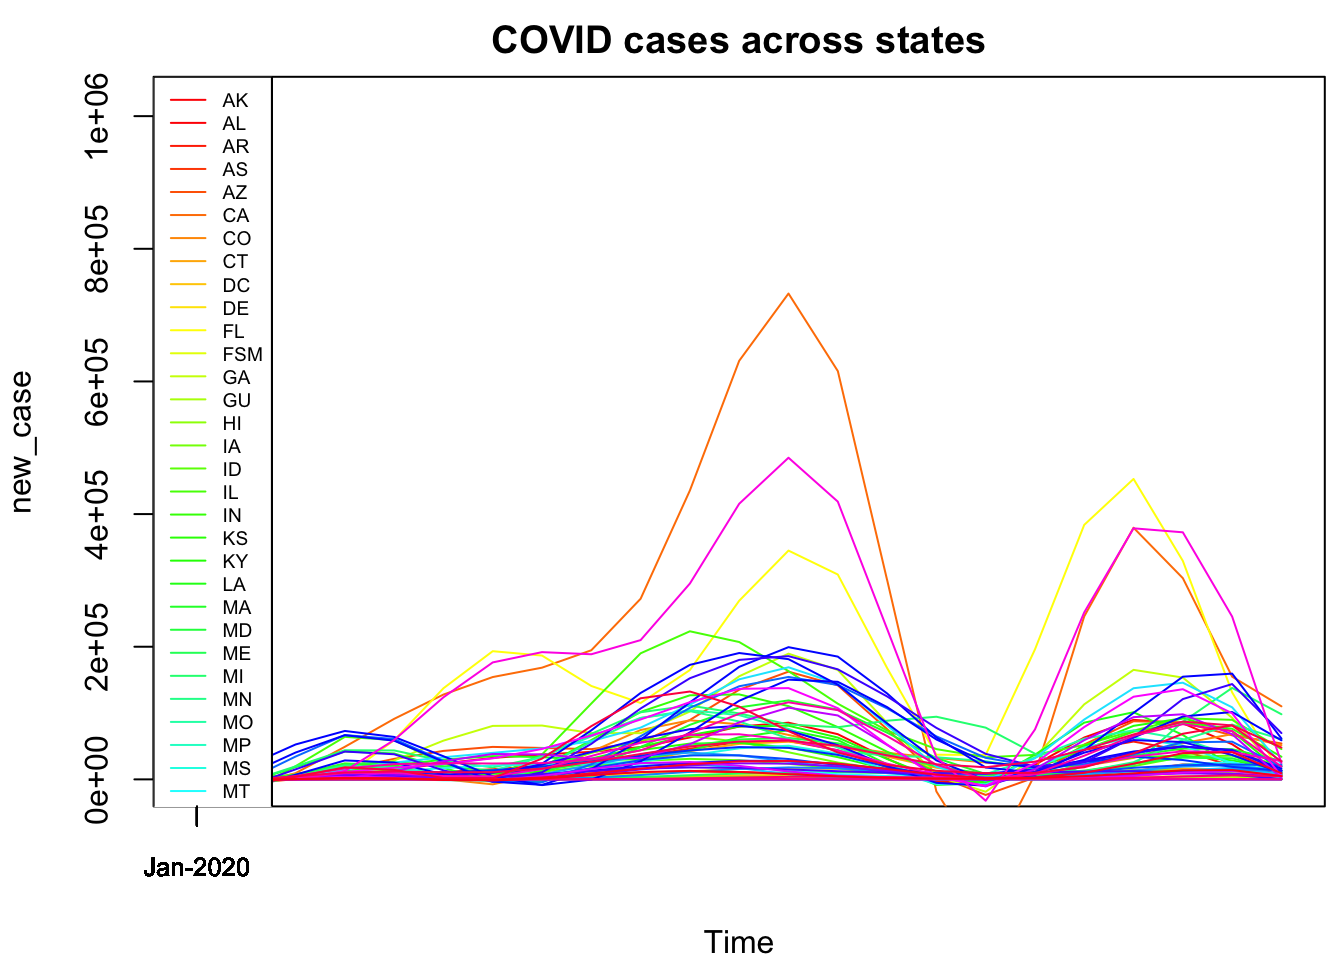 COVID cases across states
new_case
1e+06
8e+05
6e+05
4e+05
2e+05
0e+00
AK
AL
AR
AS
AZ
CA
CO
CT
DC
DE
FL
FSM
GA
GU
HI
IA
ID
IL
IN
KS
KY
LA
MA
MD
ME
MI
MN
MO
MP
MS
MT
Jan-2020
Time